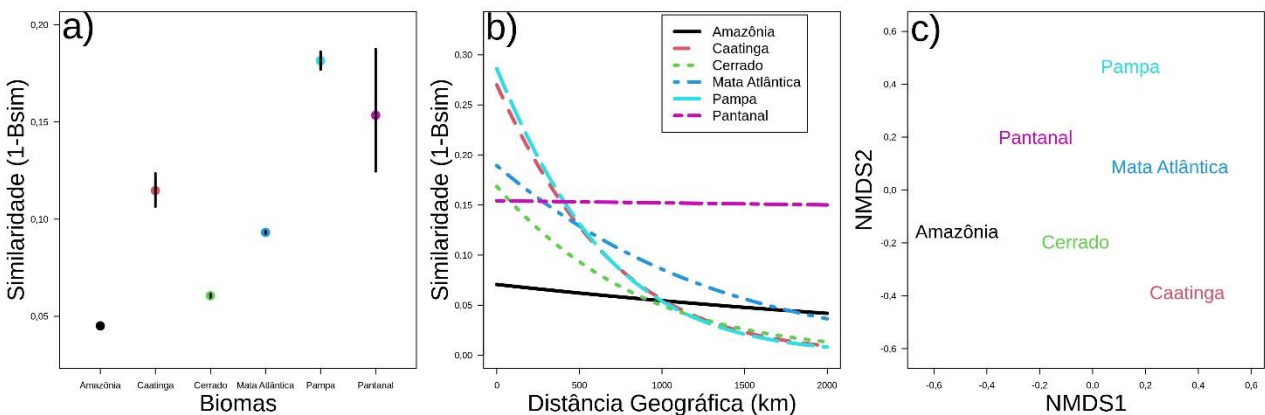 a)
0,20
0,15
0,10
0,05
Similaridade (1-Bsim)
Amazônia Caatinga Cerrado Mata Atlântica Pampa Pantanal
Biomas
b)
0,30
0,25
0,20
0,15
0,10
0,05
0,00
Similaridade (1-Bsim)
Amazônia
Caatinga
Cerrado
Mata Atlântica
Pampa
Pantanal
0 500 1000 1500 2000
Distância Geográfica (km)
c)
0,6
0,4
0,2
0,0
-0,2
-0,4
-0,6
NMDS2
Pampa
Pantanal
Mata Atlântica
Amazônia
Cerrado
Caatinga
-0,6 -0,4 -0,2 0,0 0,2 0,4 0,6
NMDS1